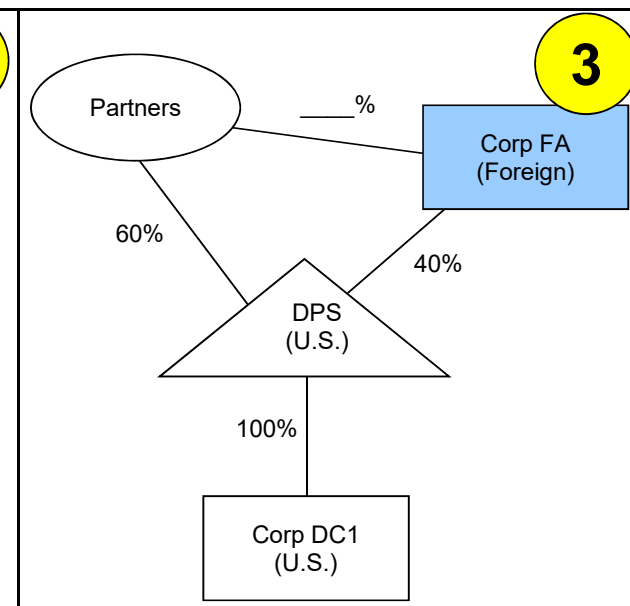 3
Partners
____%
Corp FA
(Foreign)
60%
40%
DPS
(U.S.)
100%
Corp DC1
(U.S.)